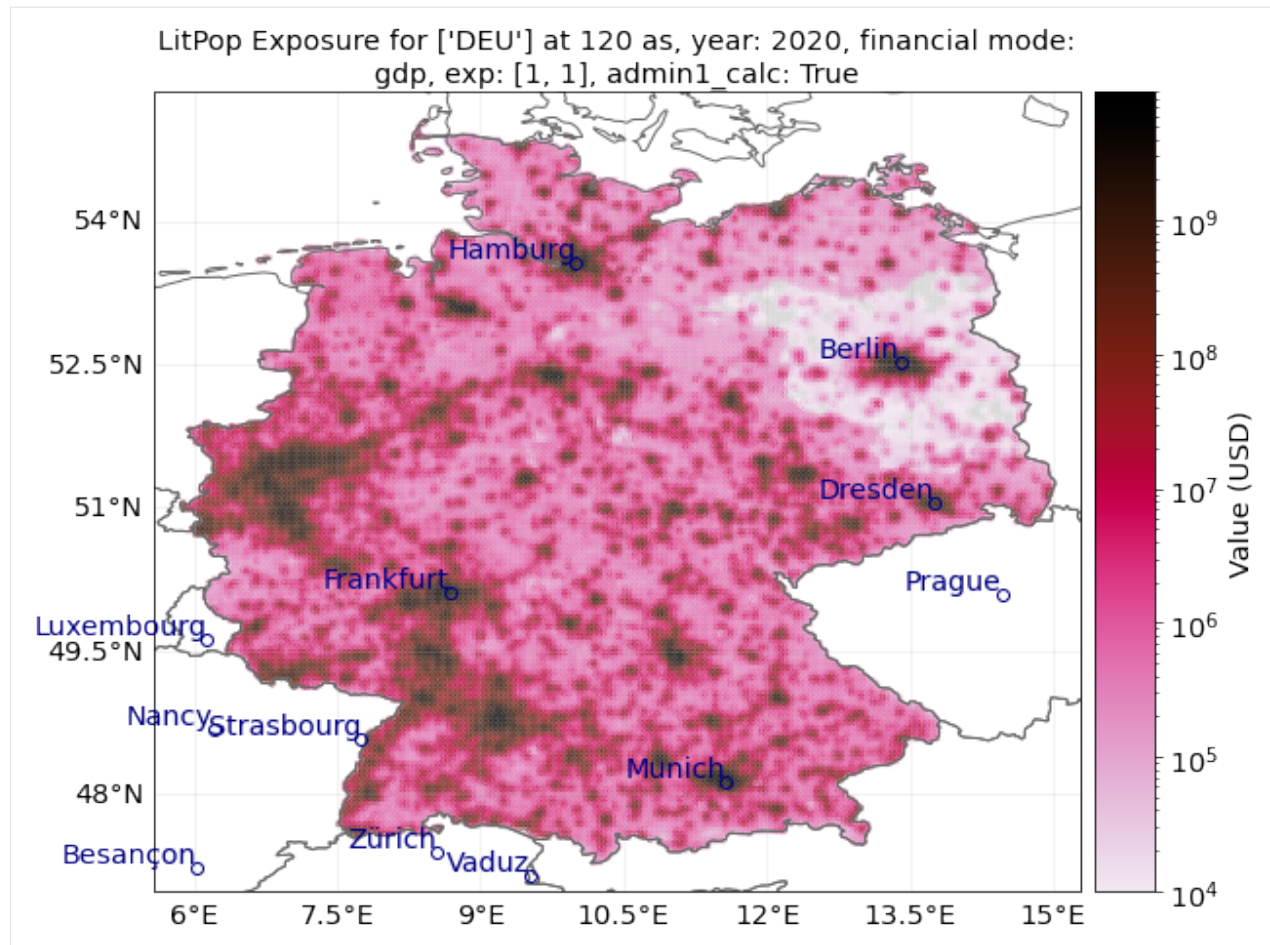 LitPop Exposure for ['DEU'] at 120 as, year: 2020, financial mode:
gdp, exp: [1, 1], admin1_calc: True
54°N
52.5°N
51°N
49.5°N
48°N
Hamburg
Berlin
Dresden
Frankfurt
Prague
Luxembourg
Nancy
Strasbourg
Munich
Zürich
Vaduz
Besançon
6°E
7.5°E
9°E
10.5°E
12°E
13.5°E
15°E
10⁹
10⁸
10⁷
10⁶
10⁵
10⁴
Value (USD)